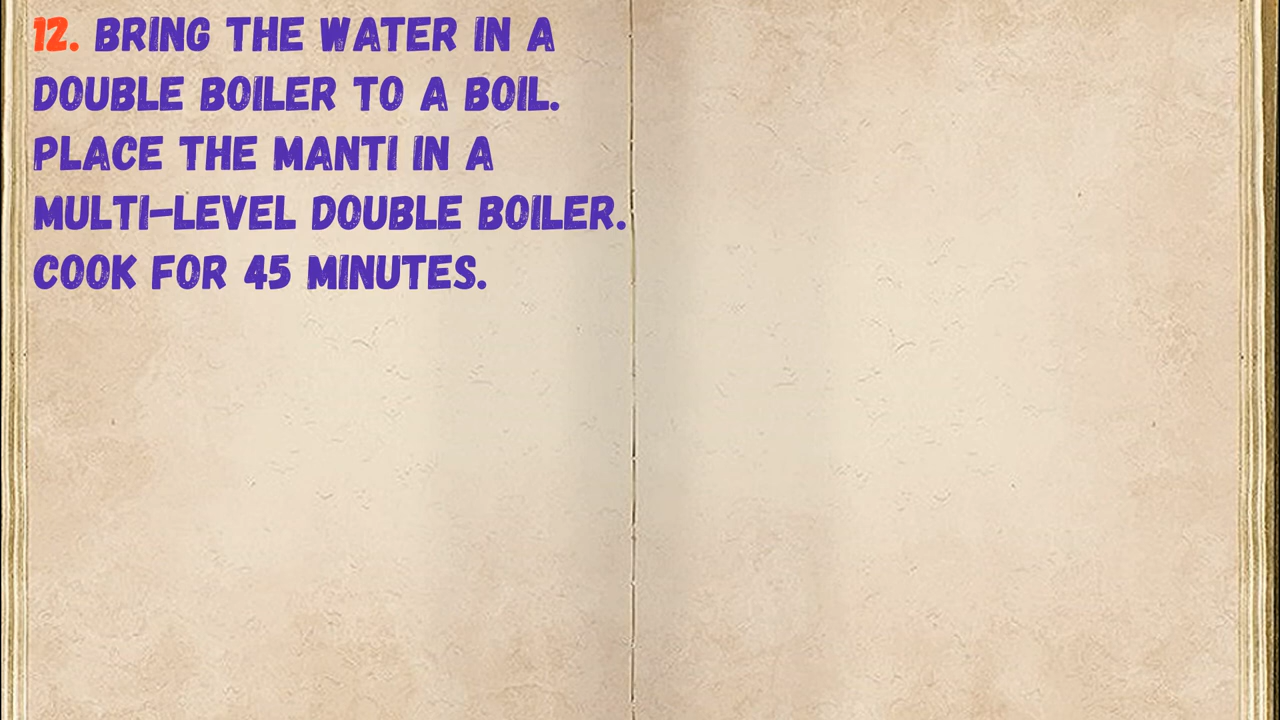 12. BRING THE WATER IN A
DOUBLE BOILER TO A BOIL.
PLACE THE MANTI IN A
MULTI-LEVEL DOUBLE BOILER.
COOK FOR 45 MINUTES.